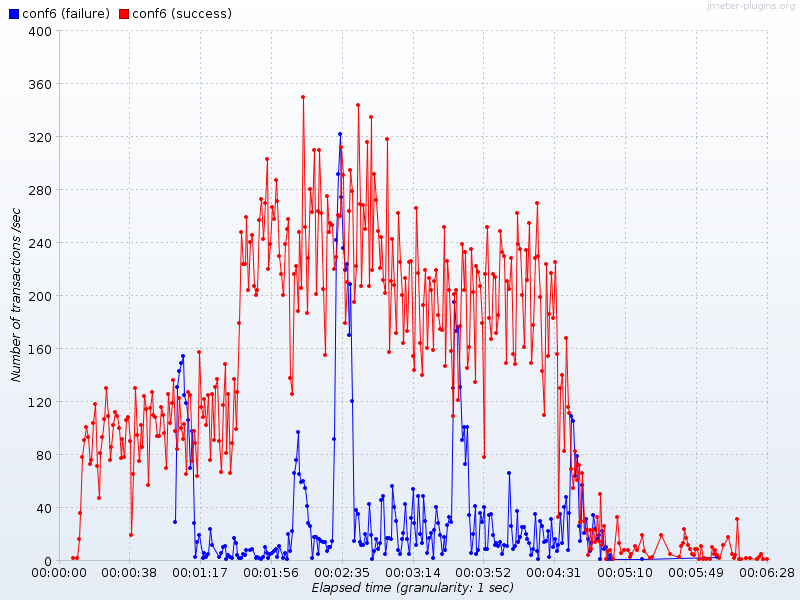 jmeter-plugins.org
conf6 (failure) conf6 (success)
400
360
320
280
240
200
160
120
80
40
0
Number of transactions /sec
00:00:00 00:00:38 00:01:17 00:01:56 00:02:35 00:03:14 00:03:52 00:04:31 00:05:10 00:05:49 00:06:28
Elapsed time (granularity: 1 sec)